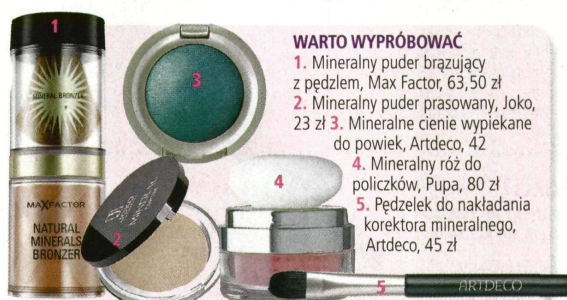 1
MINERAL BRONZER
MAXFACTOR
NATURAL
MINERALS
BRONZER
2
3
4
5
ARTDECO
WARTO WYPRÓBOWAĆ
1. Mineralny puder brązujący
z pędzlem, Max Factor, 63,50 zł
2. Mineralny puder prasowany, Joko,
23 zł 3. Mineralne cienie wypiekane
do powiek, Artdeco, 42
4. Mineralny róż do
policzków, Pupa, 80 zł
5. Pędzelek do nakładania
korektora mineralnego,
Artdeco, 45 zł